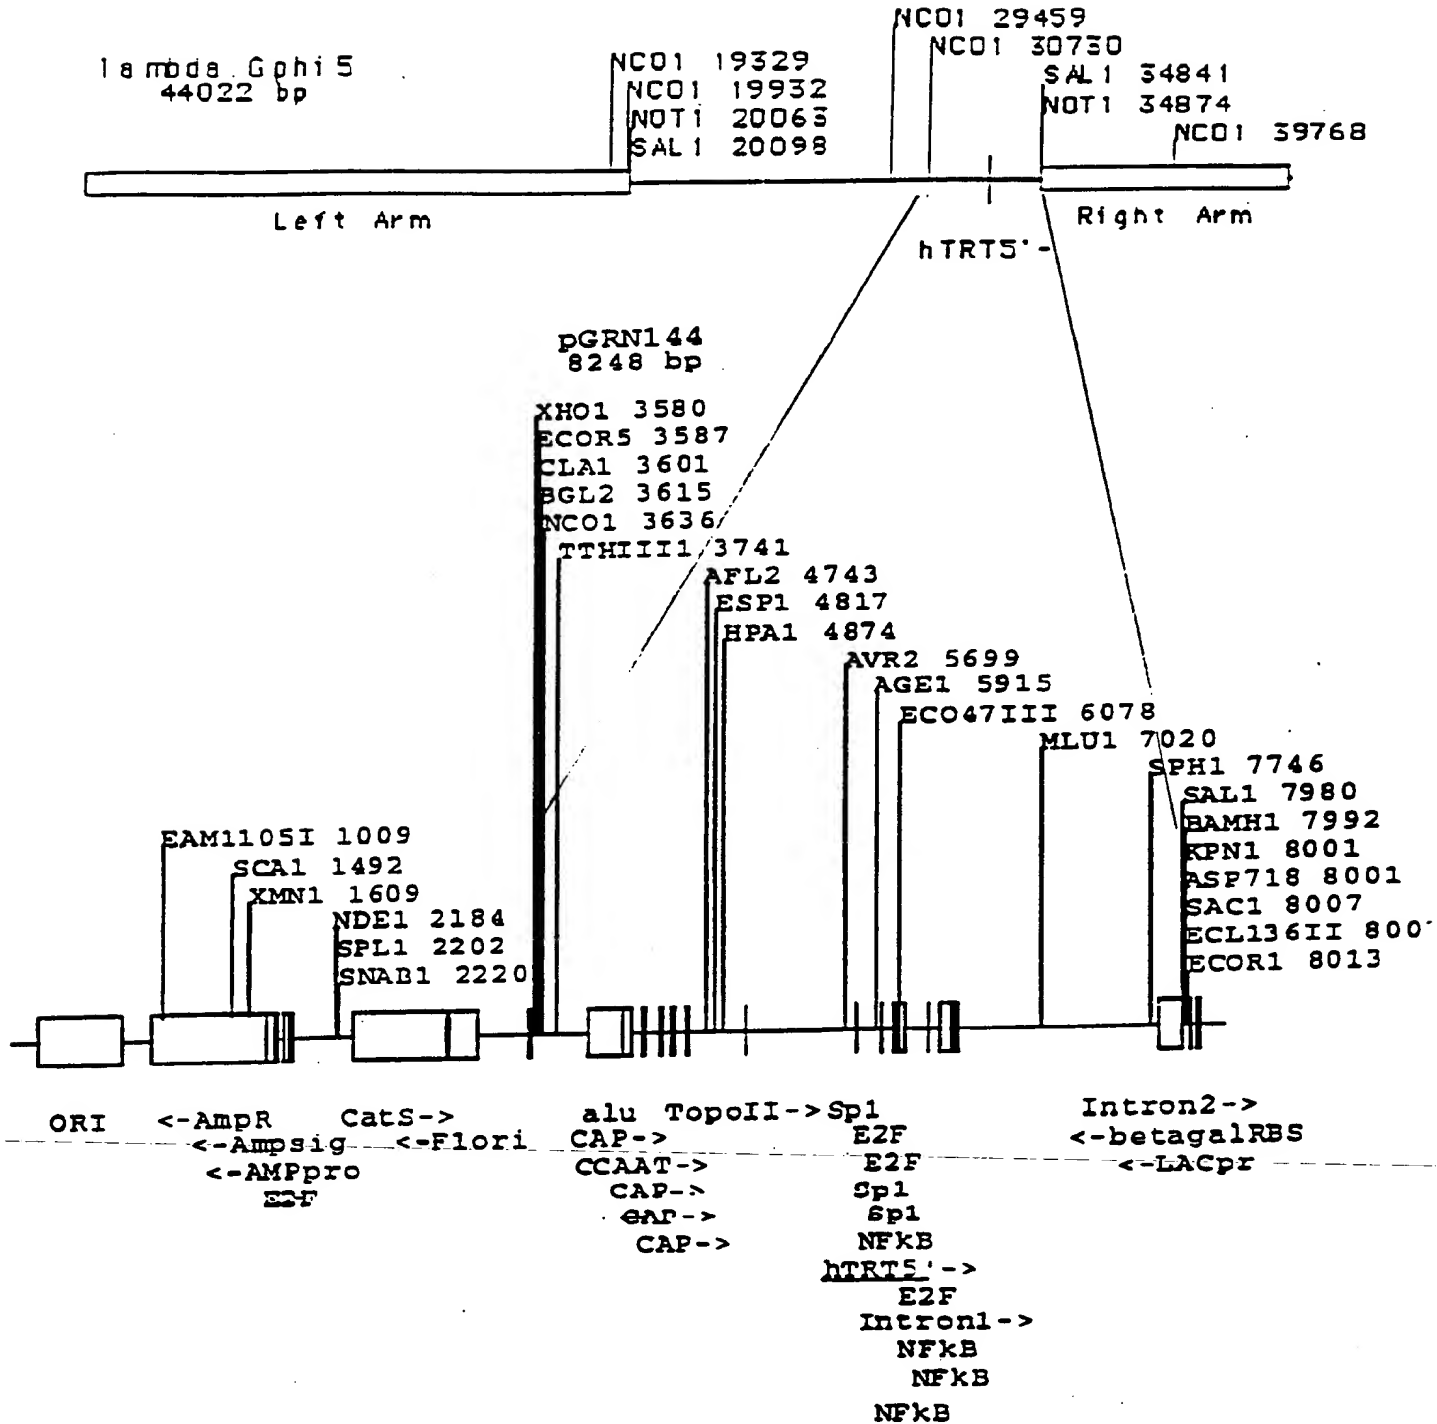 lambda Gphi5
44022 bp
NCO1 19329
NCO1 19932
NOT1 20063
SAL1 20098
NCO1 29459
NCO1 30730
SAL1 34841
NOT1 34874
NCO1 39768
Left Arm
Right Arm
hTRT5'-
pGRN144
8248 bp
XHO1 3580
ECOR5 3587
CLA1 3601
BGL2 3615
NCO1 3636
TTHIII1 3741
AFL2 4743
ESP1 4817
HPA1 4874
AVR2 5699
AGE1 5915
ECO47III 6078
MLU1 7020
SPH1 7746
SAL1 7980
BAMH1 7992
KPN1 8001
ASP718 8001
SAC1 8007
ECL136II 800
ECOR1 8013
EAM1105I 1009
SCA1 1492
XMN1 1609
NDE1 2184
SPL1 2202
SNAB1 2220
ORI <-AmpR CatS-> alu TopoII-> Sp1 Intron2->
<-Ampsig <-F1ori CAP-> E2F <-betagalRBS
<-AMPpro CCAAT-> E2F <-LACpr
E2F CAP-> Sp1
CAP-> Sp1
CAP-> NFkB
hTRT5'->
E2F
Intron1->
NFkB
NFkB
NFkB